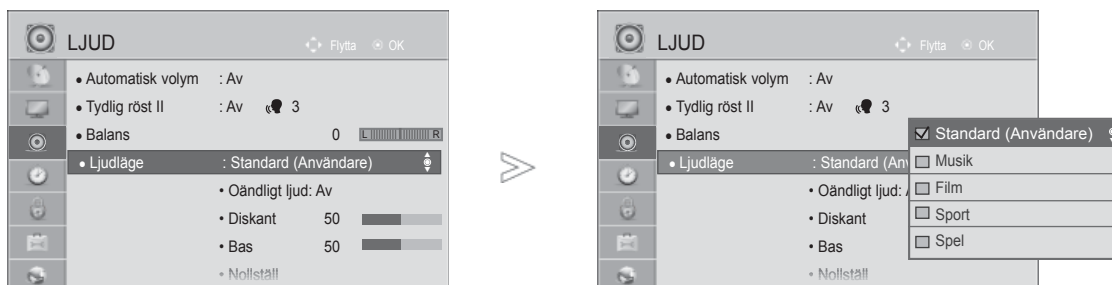 LJUD
Flytta OK
• Automatisk volym : Av
• Tydlig röst II : Av 3
• Balans 0 L R
• Ljudläge : Standard (Användare)
• Oändligt ljud: Av
• Diskant 50
• Bas 50
• Nollställ
LJUD
Flytta OK
• Automatisk volym : Av
• Tydlig röst II : Av 3
• Balans
• Ljudläge : Standard (Anv
• Oändligt ljud:
• Diskant
• Bas
• Nollställ
Standard (Användare)
Musik
Film
Sport
Spel